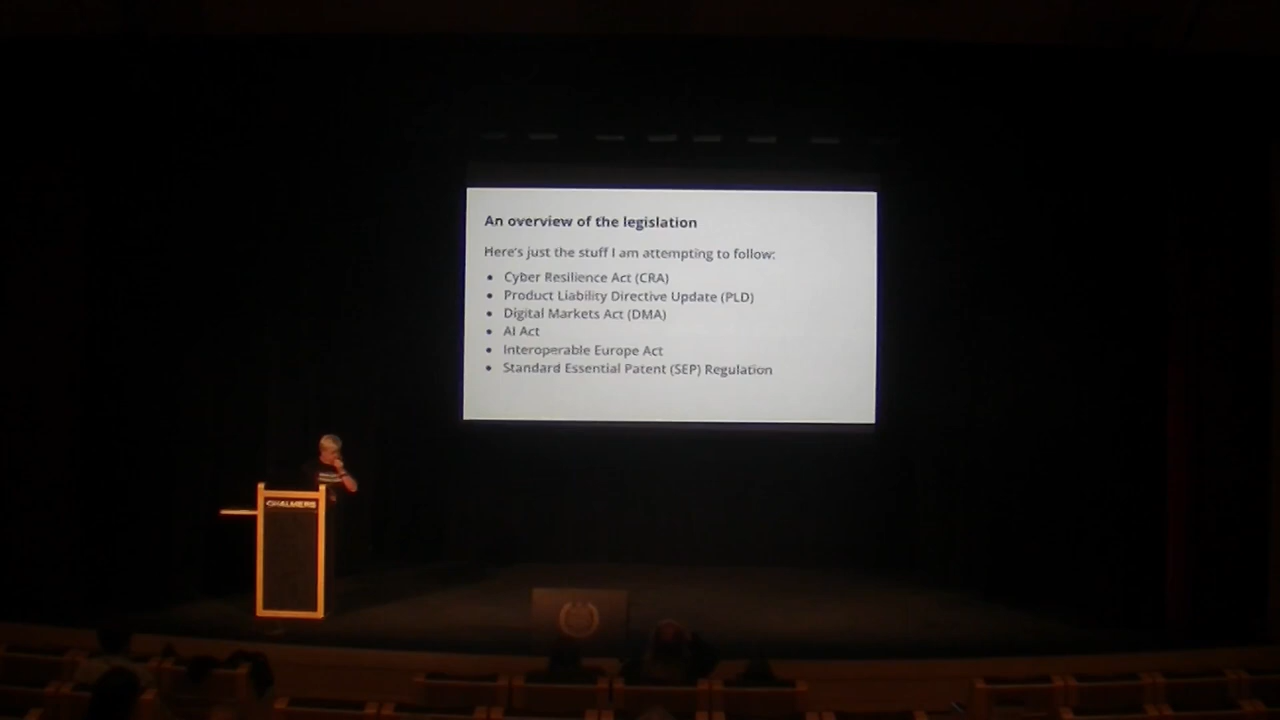 An overview of the legislation
Here's just the stuff I am attempting to follow:
• Cyber Resilience Act (CRA)
• Product Liability Directive Update (PLD)
• Digital Markets Act (DMA)
• AI Act
• Interoperable Europe Act
• Standard Essential Patent (SEP) Regulation
CHALMERS